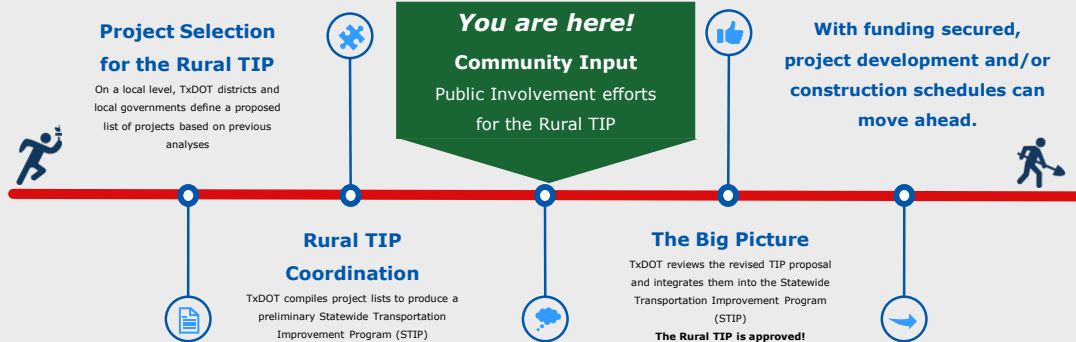 Project Selection
for the Rural TIP
On a local level, TxDOT districts and
local governments define a proposed
list of projects based on previous
analyses
Rural TIP
Coordination
TxDOT compiles project lists to produce a
preliminary Statewide Transportation
Improvement Program (STIP)
You are here!
Community Input
Public Involvement efforts
for the Rural TIP
The Big Picture
TxDOT reviews the revised TIP proposal
and integrates them into the Statewide
Transportation Improvement Program
(STIP)
The Rural TIP is approved!
With funding secured,
project development and/or
construction schedules can
move ahead.